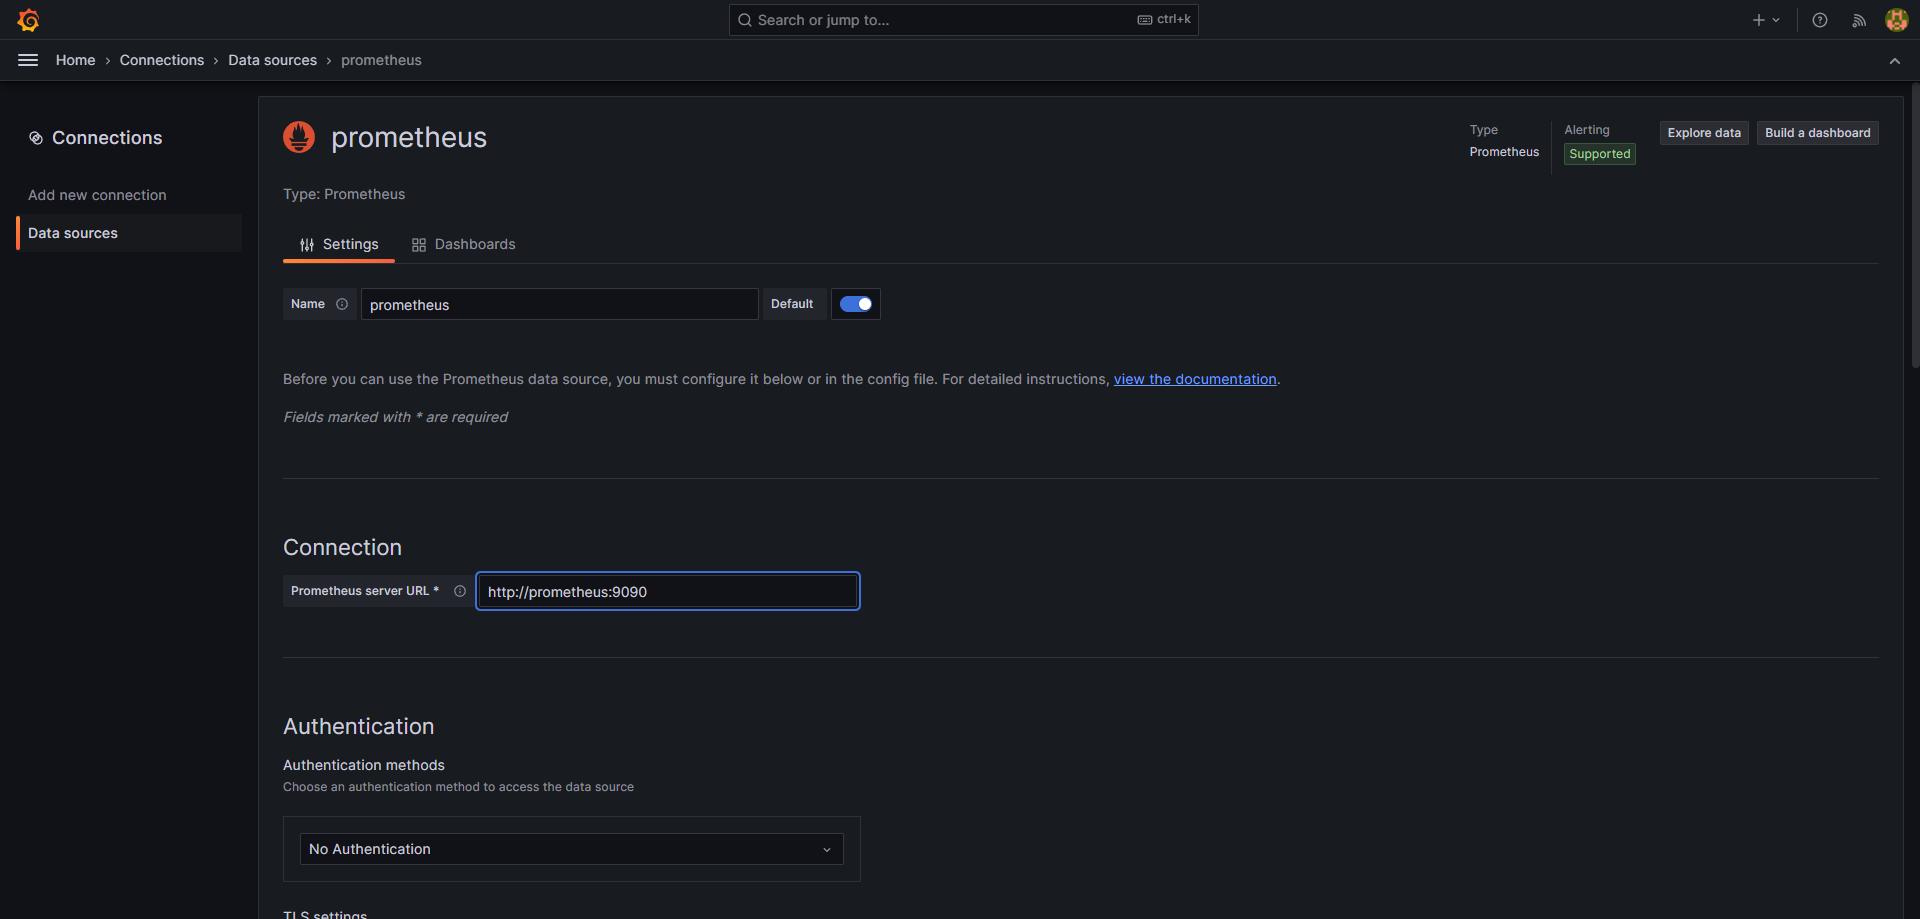 Search or jump to...
ctrl+k
Home › Connections › Data sources › prometheus
Connections
Add new connection
Data sources
prometheus
Type
Prometheus
Alerting
Supported
Explore data
Build a dashboard
Type: Prometheus
Settings
Dashboards
Name
prometheus
Default
Before you can use the Prometheus data source, you must configure it below or in the config file. For detailed instructions, view the documentation.
Fields marked with * are required
Connection
Prometheus server URL *
http://prometheus:9090
Authentication
Authentication methods
Choose an authentication method to access the data source
No Authentication
TLS settings